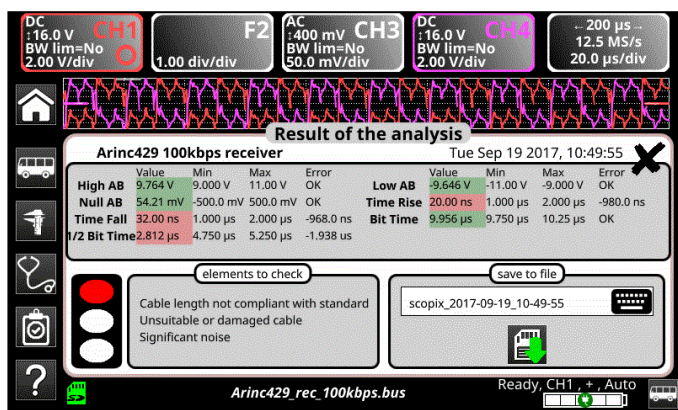 DC
↕16.0 V CH1
BW lim=No
2.00 V/div
F2
1.00 div/div
AC
↕400 mV CH3
BW lim=No
50.0 mV/div
DC
↕16.0 V CH4
BW lim=No
2.00 V/div
←200 µs→
12.5 MS/s
20.0 µs/div
Result of the analysis
Arinc429 100kbps receiver Tue Sep 19 2017, 10:49:55
Value Min Max Error Value Min Max Error
High AB 9.764 V 9.000 V 11.00 V OK Low AB -9.646 V -11.00 V -9.000 V OK
Null AB 54.21 mV -500.0 mV 500.0 mV OK Time Rise 20.00 ns 1.000 µs 2.000 µs -980.0 ns
Time Fall 32.00 ns 1.000 µs 2.000 µs -968.0 ns Bit Time 9.956 µs 9.750 µs 10.25 µs OK
1/2 Bit Time 2.812 µs 4.750 µs 5.250 µs -1.938 us
elements to check
Cable length not compliant with standard
Unsuitable or damaged cable
Significant noise
save to file
scopix_2017-09-19_10-49-55
?
Arinc429_rec_100kbps.bus
Ready, CH1 , + , Auto